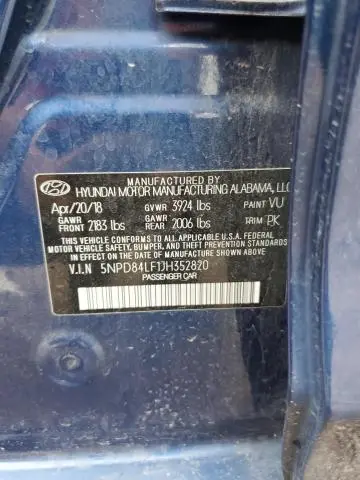 MANUFACTURED BY
HYUNDAI MOTOR MANUFACTURING ALABAMA, LLC
Apr/20/18 GVWR 3924 lbs PAINT VU
GAWR FRONT 2183 lbs GAWR REAR 2006 lbs TRIM PK
THIS VEHICLE CONFORMS TO ALL APPLICABLE U.S.A. FEDERAL
MOTOR VEHICLE SAFETY, BUMPER, AND THEFT PREVENTION
STANDARDS IN EFFECT ON THE DATE OF MANUFACTURE SHOWN ABOVE.
V.I.N 5NPD84LF1JH352820
PASSENGER CAR